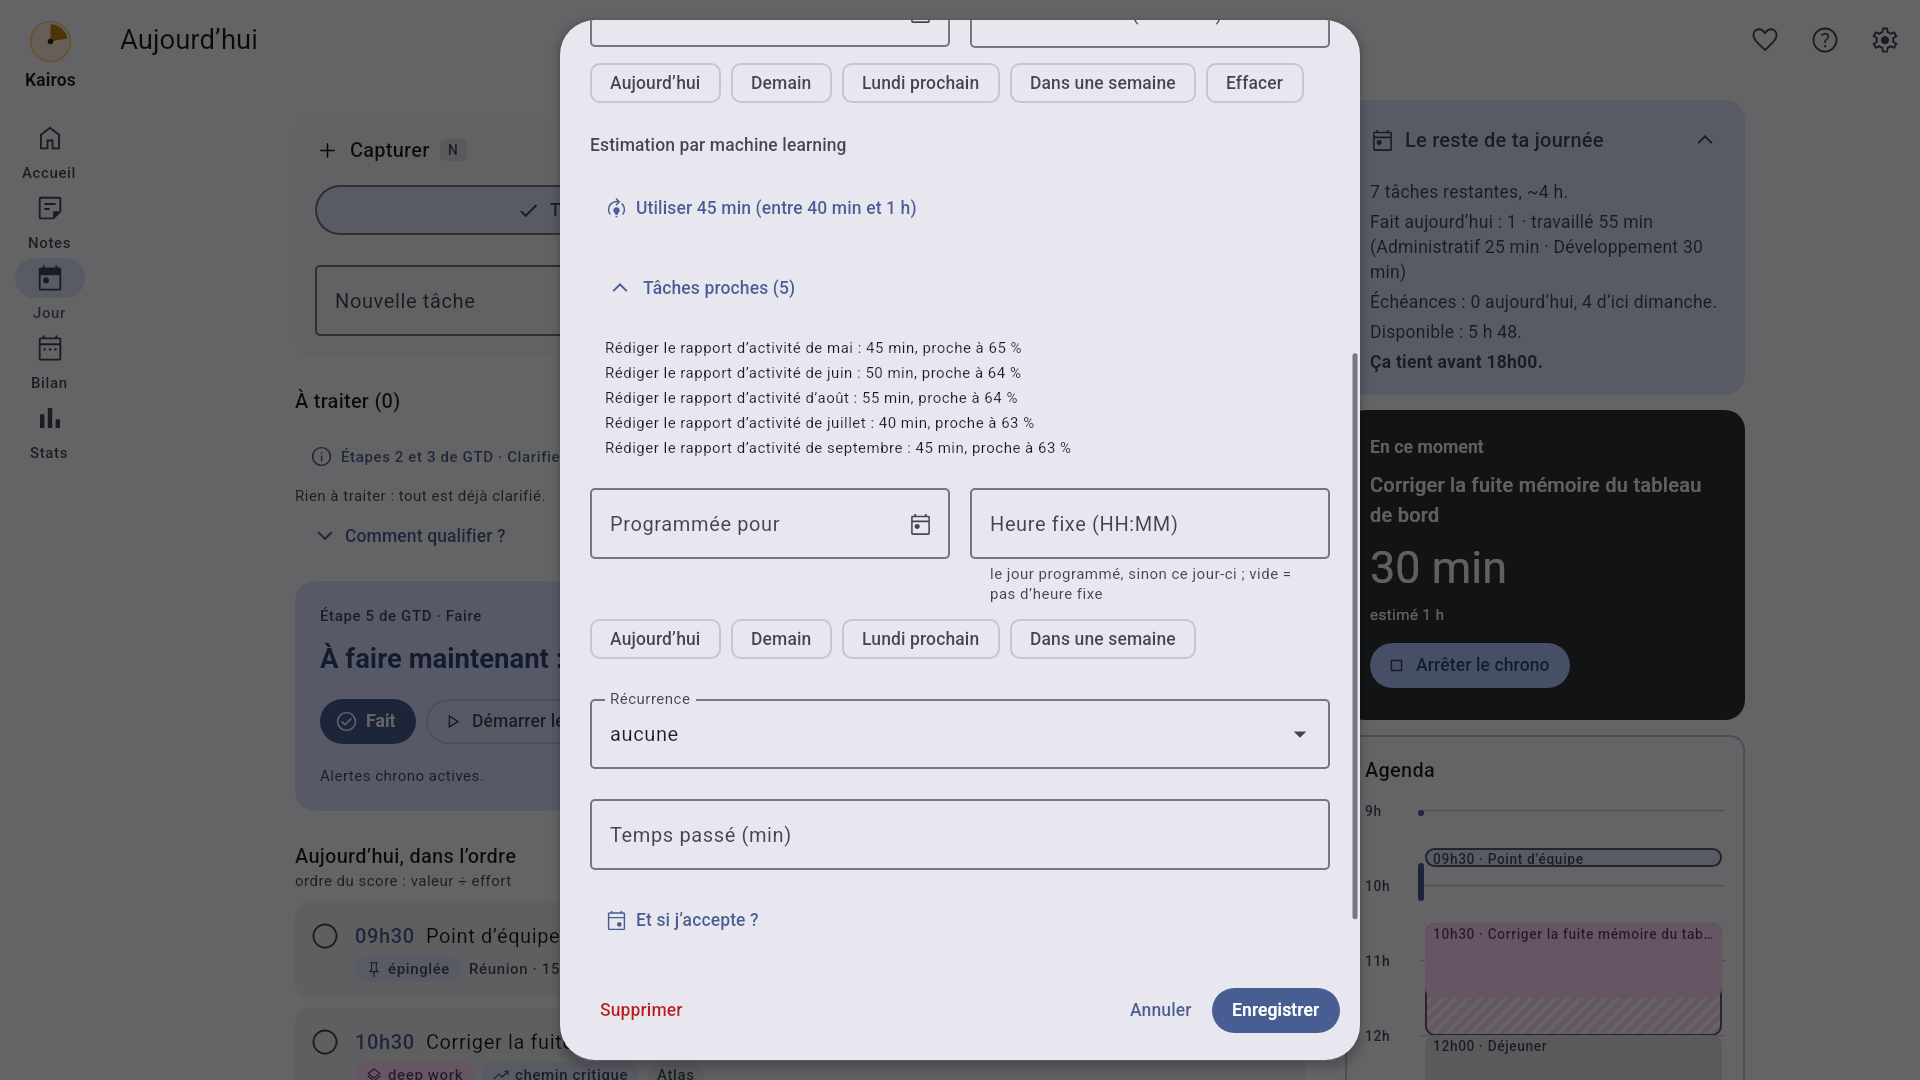 Aujourd’hui
Kairos
Accueil
Notes
Jour
Bilan
Stats
Capturer N
Nouvelle tâche
À traiter (0)
Étapes 2 et 3 de GTD · Clarifie
Rien à traiter : tout est déjà clarifié.
Comment qualifier ?
Étape 5 de GTD · Faire
À faire maintenant :
Fait
Démarrer le
Alertes chrono actives.
Aujourd’hui, dans l’ordre
ordre du score : valeur ÷ effort
09h30 Point d’équipe
épinglée Réunion · 15
10h30 Corriger la fuite
deep work chemin critique Atlas
Aujourd’hui Demain Lundi prochain Dans une semaine Effacer
Estimation par machine learning
Utiliser 45 min (entre 40 min et 1 h)
Tâches proches (5)
Rédiger le rapport d’activité de mai : 45 min, proche à 65 %
Rédiger le rapport d’activité de juin : 50 min, proche à 64 %
Rédiger le rapport d’activité d’août : 55 min, proche à 64 %
Rédiger le rapport d’activité de juillet : 40 min, proche à 63 %
Rédiger le rapport d’activité de septembre : 45 min, proche à 63 %
Programmée pour
Heure fixe (HH:MM)
le jour programmé, sinon ce jour-ci ; vide =
pas d’heure fixe
Aujourd’hui Demain Lundi prochain Dans une semaine
Récurrence
aucune
Temps passé (min)
Et si j’accepte ?
Supprimer Annuler Enregistrer
Le reste de ta journée
7 tâches restantes, ~4 h.
Fait aujourd’hui : 1 · travaillé 55 min
(Administratif 25 min · Développement 30
min)
Échéances : 0 aujourd’hui, 4 d’ici dimanche.
Disponible : 5 h 48.
Ça tient avant 18h00.
En ce moment
Corriger la fuite mémoire du tableau
de bord
30 min
estimé 1 h
Arrêter le chrono
Agenda
9h
09h30 · Point d’équipe
10h
10h30 · Corriger la fuite mémoire du tab…
11h
12h
12h00 · Déjeuner